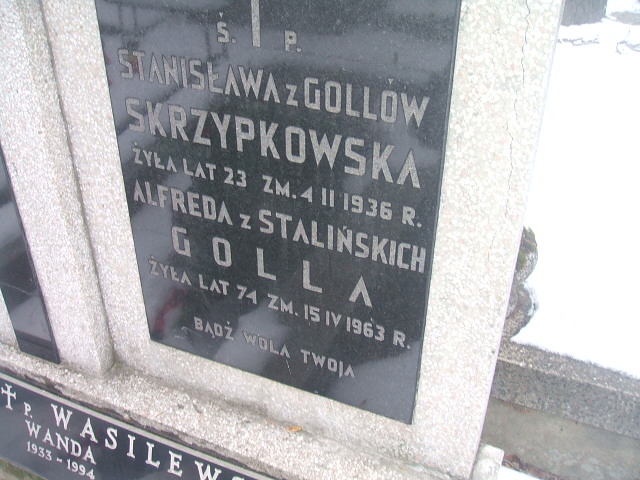 Ś. P.
STANISŁAWA z GOLLÓW
SKRZYPKOWSKA
ŻYŁA LAT 23 ZM. 4 II 1936 R.
ALFREDA z STALIŃSKICH
GOLLA
ŻYŁA LAT 74 ZM. 15 IV 1963 R.
BĄDŹ WOLA TWOJA
P. WASILEWS
WANDA
1933 - 1994